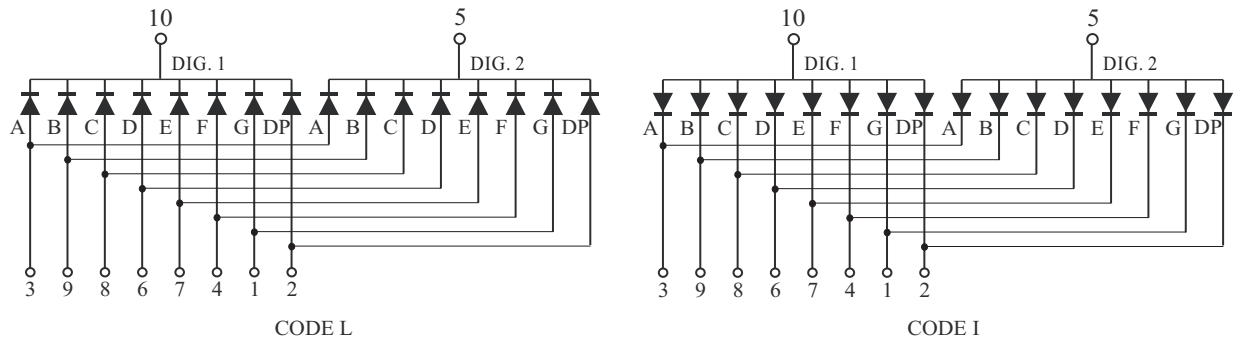 10 5
DIG. 1 DIG. 2
A B C D E F G DP A B C D E F G DP
3 9 8 6 7 4 1 2
CODE L
10 5
DIG. 1 DIG. 2
A B C D E F G DP A B C D E F G DP
3 9 8 6 7 4 1 2
CODE I